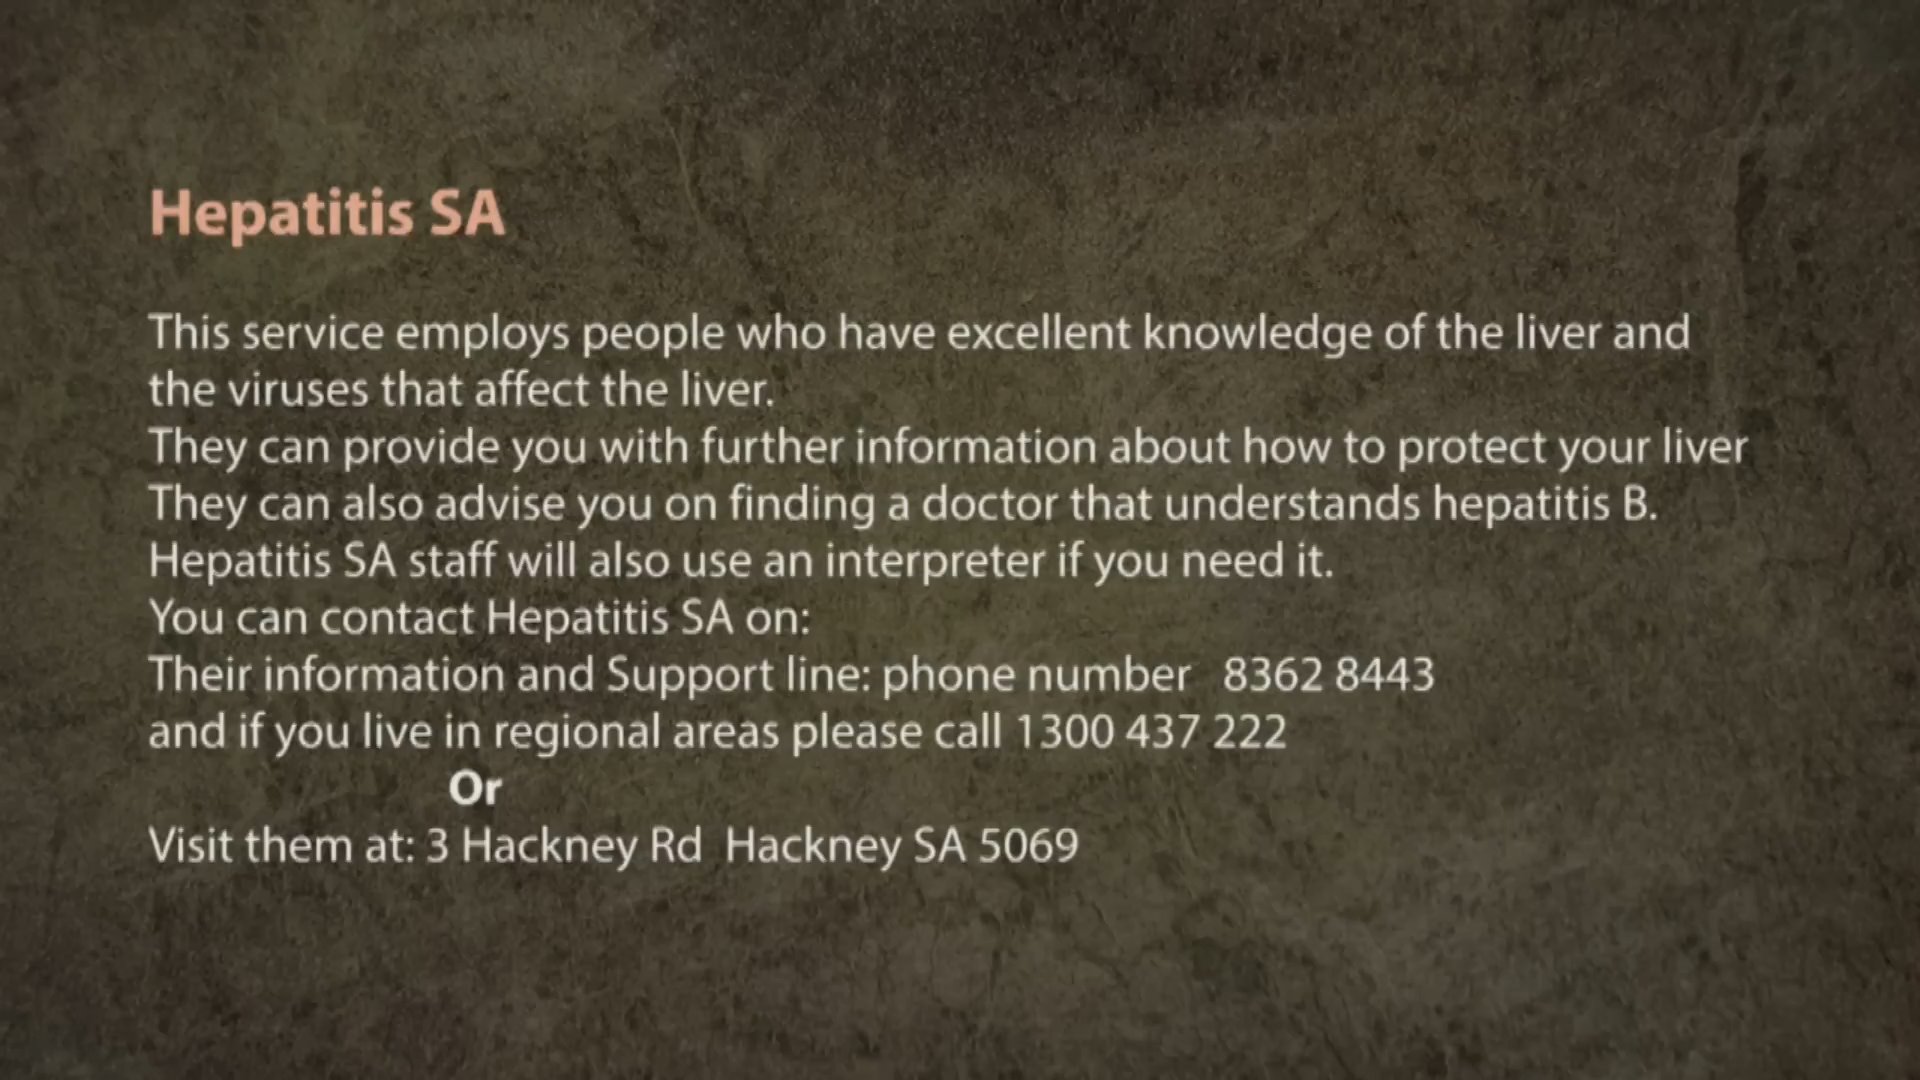 Hepatitis SA
This service employs people who have excellent knowledge of the liver and
the viruses that affect the liver.
They can provide you with further information about how to protect your liver
They can also advise you on finding a doctor that understands hepatitis B.
Hepatitis SA staff will also use an interpreter if you need it.
You can contact Hepatitis SA on:
Their information and Support line: phone number 8362 8443
and if you live in regional areas please call 1300 437 222
Or
Visit them at: 3 Hackney Rd Hackney SA 5069